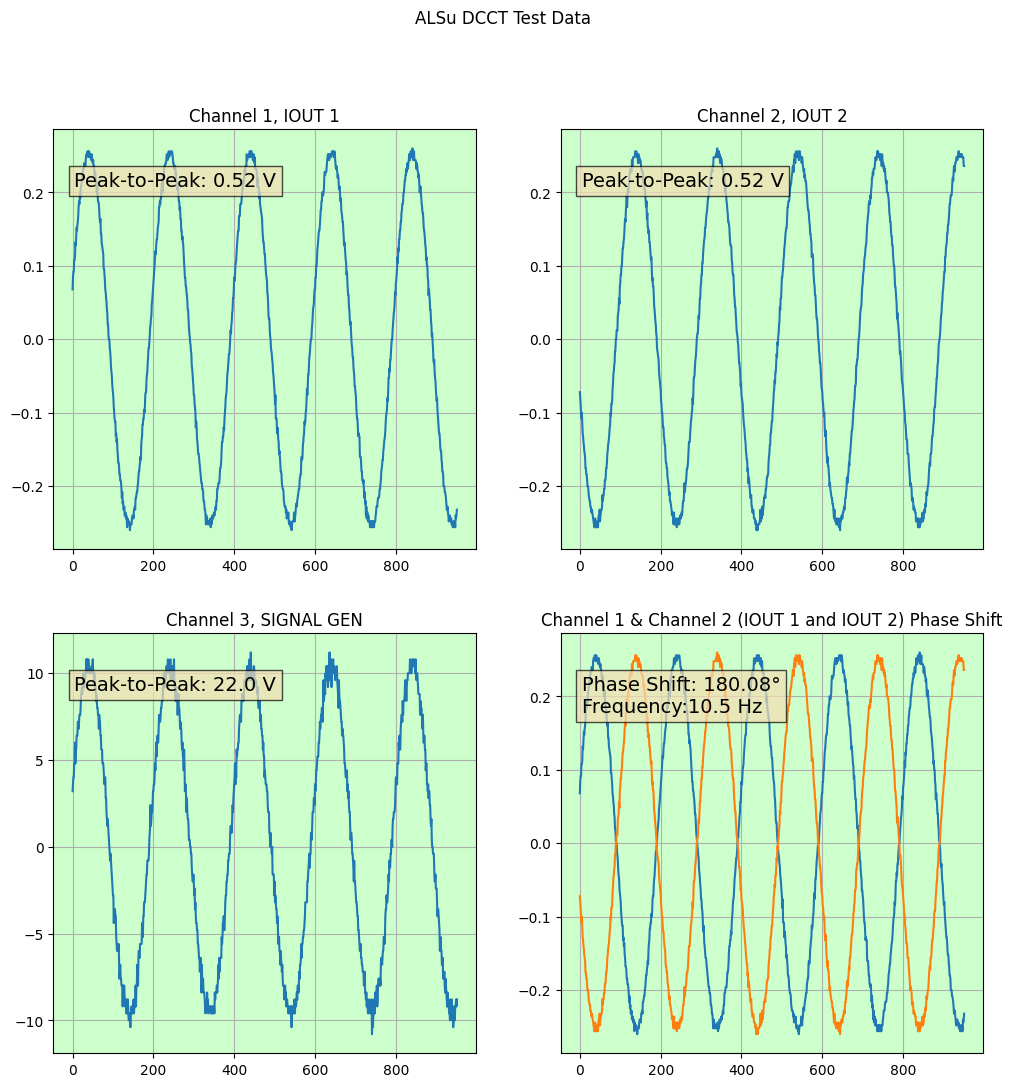 ALSu DCCT Test Data
Channel 1, IOUT 1
Peak-to-Peak: 0.52 V
0.2
0.1
0.0
−0.1
−0.2
0 200 400 600 800
Channel 2, IOUT 2
Peak-to-Peak: 0.52 V
0.2
0.1
0.0
−0.1
−0.2
0 200 400 600 800
Channel 3, SIGNAL GEN
Peak-to-Peak: 22.0 V
10
5
0
−5
−10
0 200 400 600 800
Channel 1 & Channel 2 (IOUT 1 and IOUT 2) Phase Shift
Phase Shift: 180.08°
Frequency:10.5 Hz
0.2
0.1
0.0
−0.1
−0.2
0 200 400 600 800